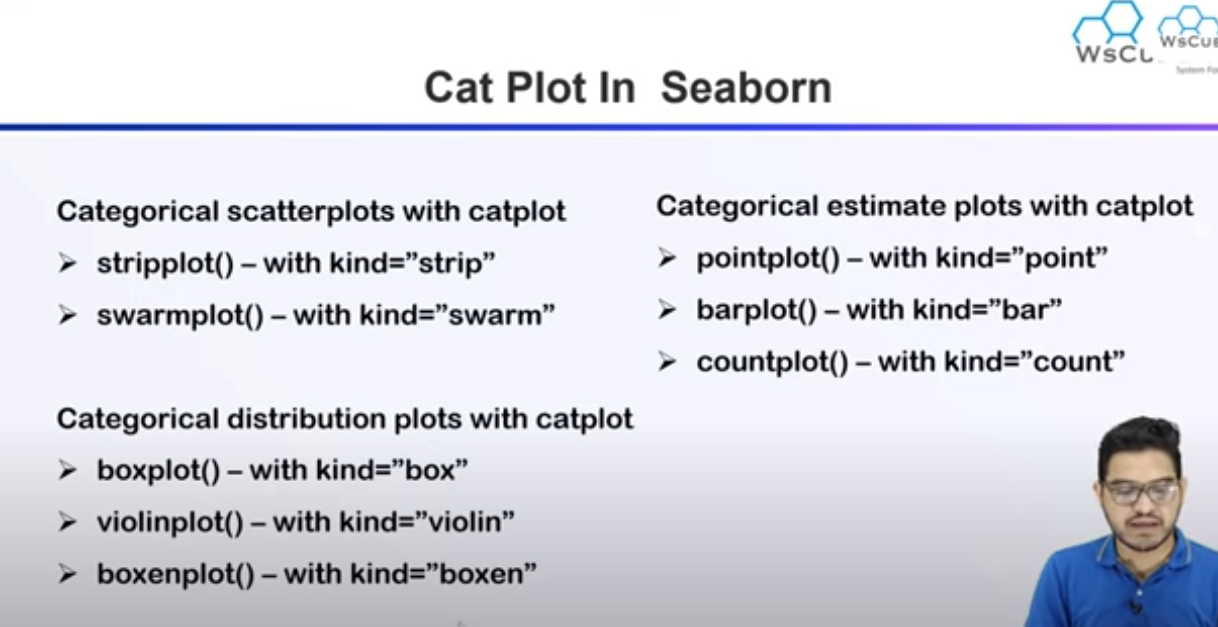 WsCu
WsCuB
System Fo
Cat Plot In Seaborn
Categorical scatterplots with catplot
➢ stripplot() – with kind=”strip”
➢ swarmplot() – with kind=”swarm”
Categorical distribution plots with catplot
➢ boxplot() – with kind=”box”
➢ violinplot() – with kind=”violin”
➢ boxenplot() – with kind=”boxen”
Categorical estimate plots with catplot
➢ pointplot() – with kind=”point”
➢ barplot() – with kind=”bar”
➢ countplot() – with kind=”count”